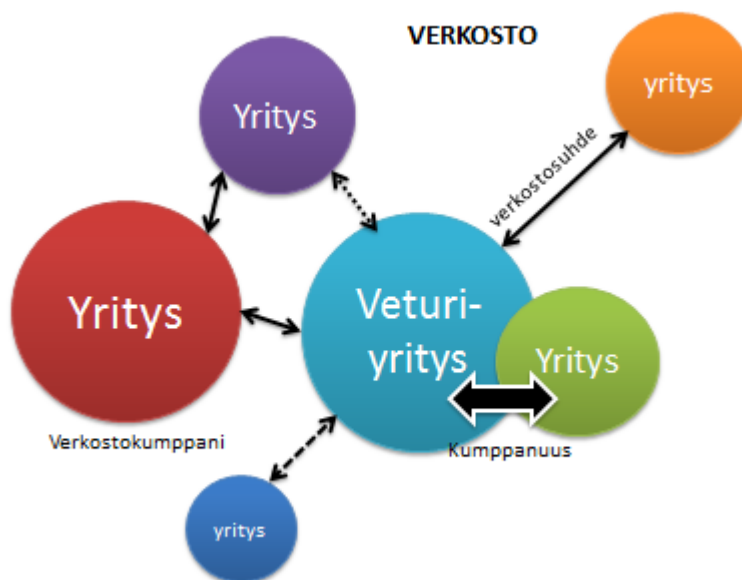 VERKOSTO
yritys
Yritys
verkostosuhde
Yritys
Veturi-
yritys
Yritys
Verkostokumppani
Kumppanuus
yritys